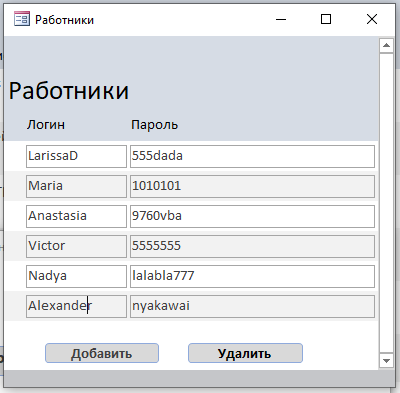 Работники
Работники
Логин Пароль
LarissaD 555dada
Maria 1010101
Anastasia 9760vba
Victor 5555555
Nadya lalabla777
Alexander nyakawai
Добавить Удалить